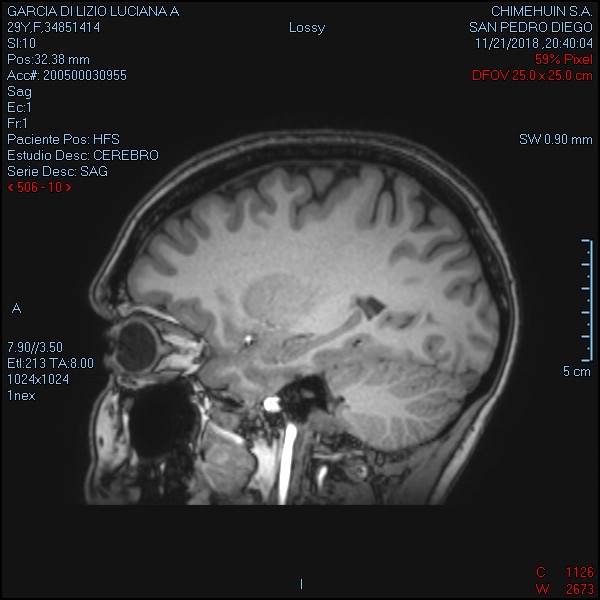 GARCIA DI LIZIO LUCIANA A
29Y,F,34851414
Sl:10
Pos:32.38 mm
Acc#: 200500030955
Sag
Ec:1
Fr:1
Paciente Pos: HFS
Estudio Desc: CEREBRO
Serie Desc: SAG
< 506 - 10 >
Lossy
CHIMEHUIN S.A.
SAN PEDRO DIEGO
11/21/2018 ,20:40:04
59% Pixel
DFOV 25.0 x 25.0 cm
SW 0.90 mm
A
7.90//3.50
Etl:213 TA:8.00
1024x1024
1nex
5 cm
I
C 1126
W 2673